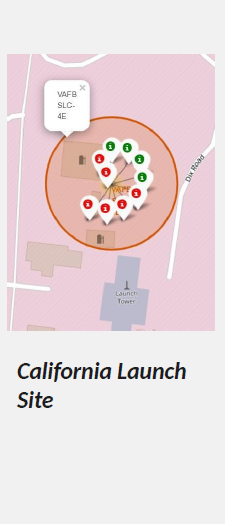 VAFB
SLC-
4E
×
Dix Road
Launch
Tower
California Launch
Site